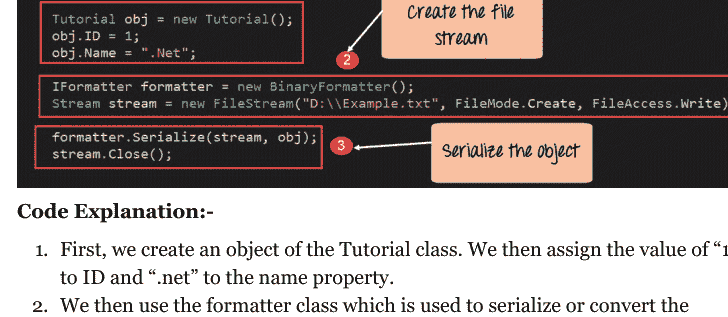 Create the file
stream
Tutorial obj = new Tutorial();
obj.ID = 1;
obj.Name = ".Net";
2
IFormatter formatter = new BinaryFormatter();
Stream stream = new FileStream("D:\\Example.txt", FileMode.Create, FileAccess.Write)
formatter.Serialize(stream, obj);
stream.Close();
3
Serialize the object
Code Explanation:-
1. First, we create an object of the Tutorial class. We then assign the value of “1
to ID and “.net” to the name property.
2. We then use the formatter class which is used to serialize or convert the